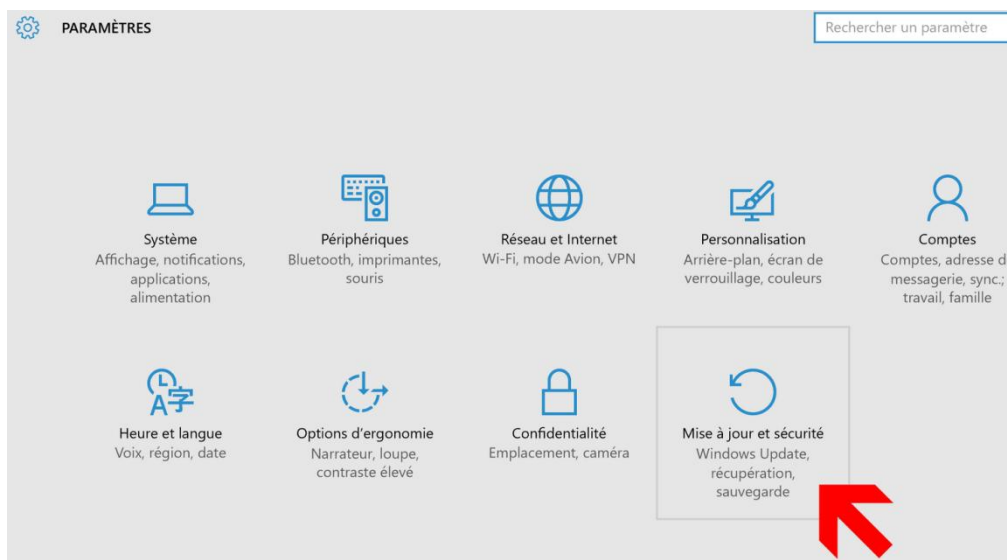 PARAMÈTRES
Rechercher un paramètre
Système
Affichage, notifications,
applications,
alimentation
Périphériques
Bluetooth, imprimantes,
souris
Réseau et Internet
Wi-Fi, mode Avion, VPN
Personnalisation
Arrière-plan, écran de
verrouillage, couleurs
Comptes
Comptes, adresse d
messagerie, sync.;
travail, famille
A字
Heure et langue
Voix, région, date
Options d'ergonomie
Narrateur, loupe,
contraste élevé
Confidentialité
Emplacement, caméra
Mise à jour et sécurité
Windows Update,
récupération,
sauvegarde